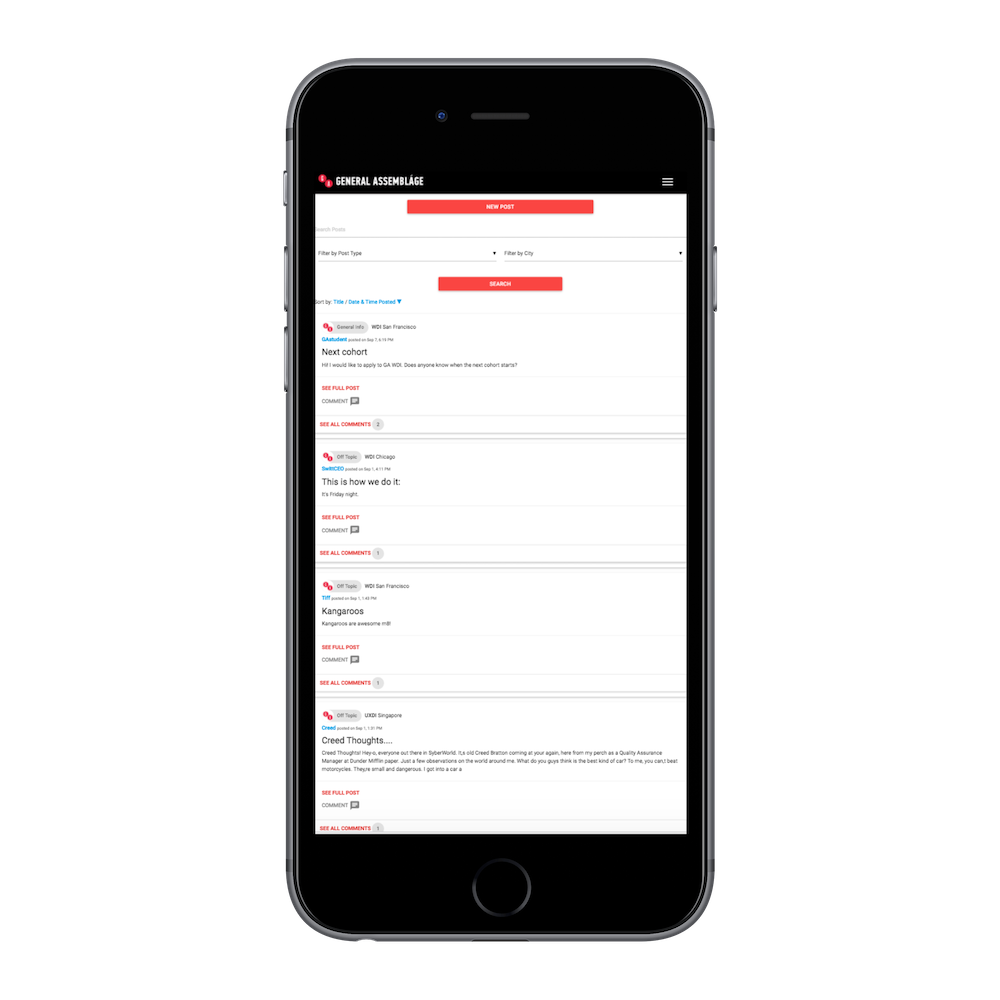 GENERAL ASSEMBLÁGE
NEW POST
Search Posts
Filter by Post Type ▼ Filter by City ▼
SEARCH
Sort by: Title / Date & Time Posted ▼
General Info WDI San Francisco
GAstudent posted on Sep 7, 6:19 PM
Next cohort
Hi! I would like to apply to GA WDI. Does anyone know when the next cohort starts?
SEE FULL POST
COMMENT
SEE ALL COMMENTS 2
Off Topic WDI Chicago
SwiftCEO posted on Sep 1, 4:11 PM
This is how we do it:
It's Friday night.
SEE FULL POST
COMMENT
SEE ALL COMMENTS 1
Off Topic WDI San Francisco
Tiff posted on Sep 1, 1:43 PM
Kangaroos
Kangaroos are awesome m8!
SEE FULL POST
COMMENT
SEE ALL COMMENTS 1
Off Topic UXDI Singapore
Creed posted on Sep 1, 1:31 PM
Creed Thoughts....
Creed Thoughts! Hey-o, everyone out there in SyberWorld. It,s old Creed Bratton coming at your again, here from my perch as a Quality Assurance
Manager at Dunder Mifflin paper. Just a few observations on the world around me. What do you guys think is the best kind of car? To me, you can,t beat
motorcycles. They,re small and dangerous. I got into a car a
SEE FULL POST
COMMENT
SEE ALL COMMENTS 1